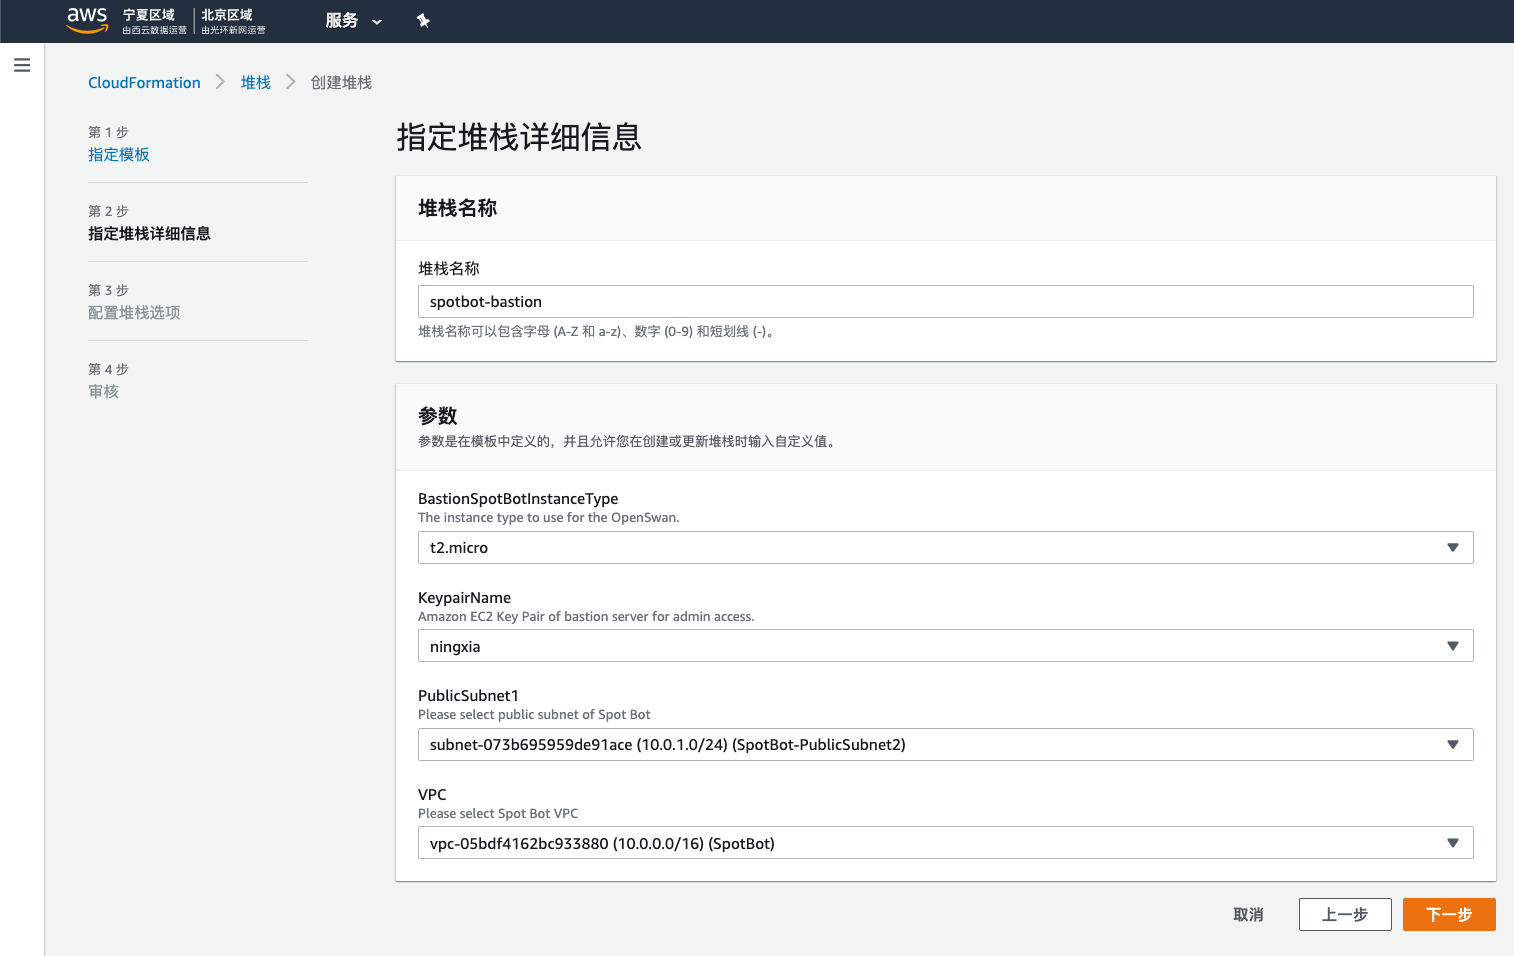 aws 宁夏区域 北京区域 服务
由西云数据运营 由光环新网运营
CloudFormation 堆栈 创建堆栈
第 1 步
指定模板
第 2 步
指定堆栈详细信息
第 3 步
配置堆栈选项
第 4 步
审核
指定堆栈详细信息
堆栈名称
堆栈名称
spotbot-bastion
堆栈名称可以包含字母 (A-Z 和 a-z)、数字 (0-9) 和短划线 (-)。
参数
参数是在模板中定义的，并且允许您在创建或更新堆栈时输入自定义值。
BastionSpotBotInstanceType
The instance type to use for the OpenSwan.
t2.micro
KeypairName
Amazon EC2 Key Pair of bastion server for admin access.
ningxia
PublicSubnet1
Please select public subnet of Spot Bot
subnet-073b695959de91ace (10.0.1.0/24) (SpotBot-PublicSubnet2)
VPC
Please select Spot Bot VPC
vpc-05bdf4162bc933880 (10.0.0.0/16) (SpotBot)
取消 上一步 下一步